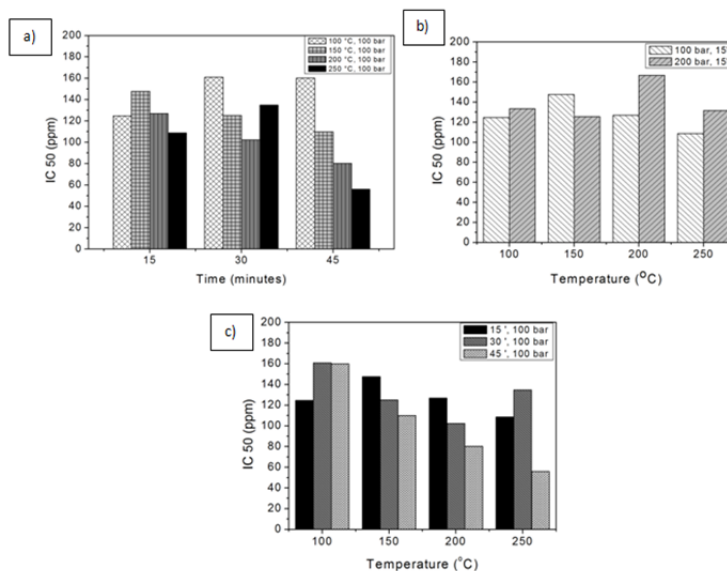 a)
200
180
160
140
120
100
80
60
40
20
0
IC 50 (ppm)
100 °C, 100 bar
150 °C, 100 bar
200 °C, 100 bar
250 °C, 100 bar
15 30 45
Time (minutes)
b)
200
180
160
140
120
100
80
60
40
20
0
IC 50 (ppm)
100 bar, 15'
200 bar, 15'
100 150 200 250
Temperature (°C)
c)
200
180
160
140
120
100
80
60
40
20
0
IC 50 (ppm)
15 ', 100 bar
30 ', 100 bar
45 ', 100 bar
100 150 200 250
Temperature (°C)